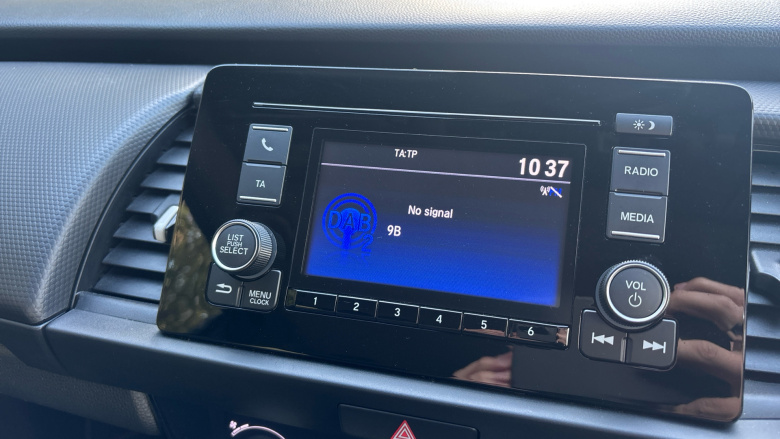 TA:TP
10 37
No signal
DAB
9B
TA
LIST
PUSH
SELECT
MENU
CLOCK
1 2 3 4 5 6
RADIO
MEDIA
VOL